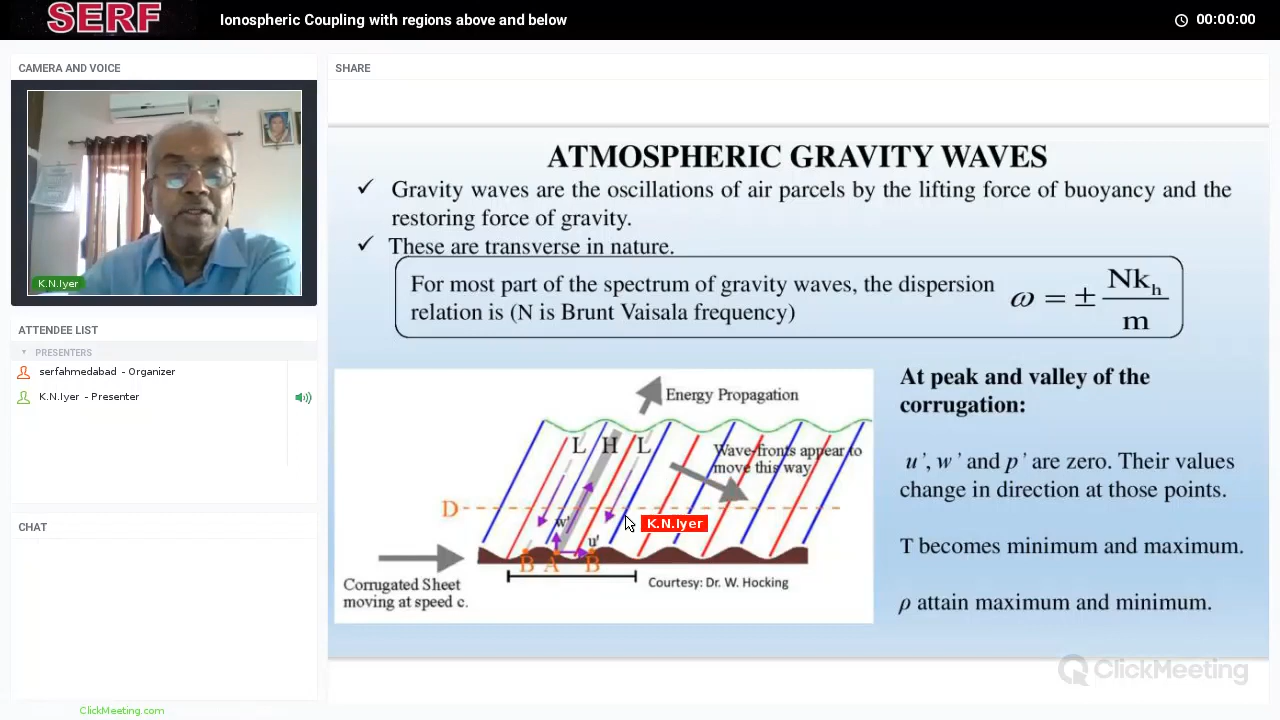 SERF
Ionospheric Coupling with regions above and below
00:00:00
CAMERA AND VOICE
K.N.Iyer
ATTENDEE LIST
PRESENTERS
serfahmedabad - Organizer
K.N.Iyer - Presenter
CHAT
ClickMeeting.com
SHARE
ATMOSPHERIC GRAVITY WAVES
✓ Gravity waves are the oscillations of air parcels by the lifting force of buoyancy and the
restoring force of gravity.
✓ These are transverse in nature.
For most part of the spectrum of gravity waves, the dispersion
relation is (N is Brunt Vaisala frequency)
ω = ± Nkₕ / m
Energy Propagation
L H L
Wave-fronts appear to
move this way
D
K.N.Iyer
w'
u'
B A B
Corrugated Sheet
moving at speed c.
Courtesy: Dr. W. Hocking
At peak and valley of the
corrugation:
u', w' and p' are zero. Their values
change in direction at those points.
T becomes minimum and maximum.
ρ attain maximum and minimum.
ClickMeeting